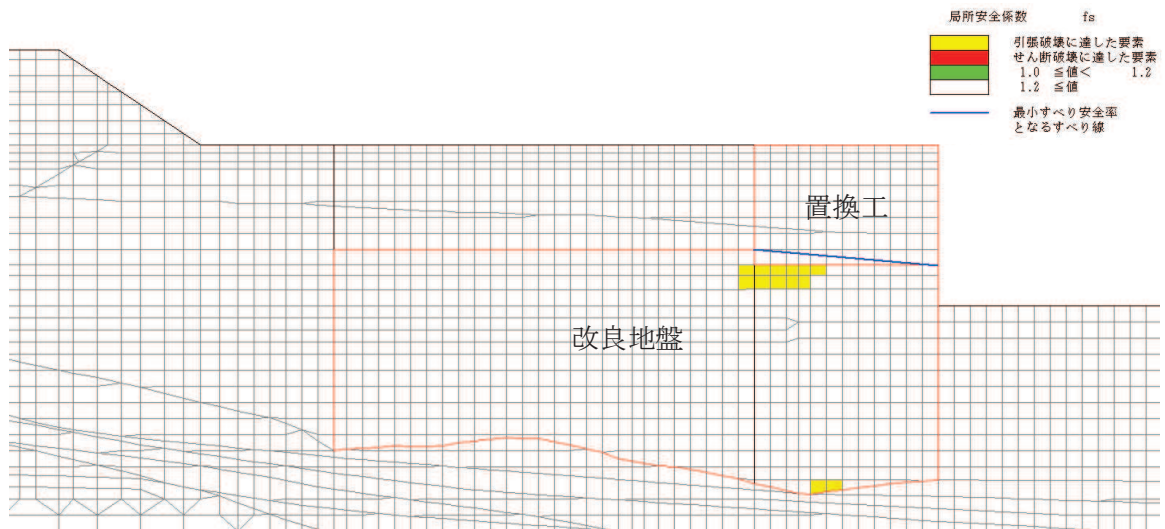 局所安全係数 fs
引張破壊に達した要素
せん断破壊に達した要素
1.0 ≦値< 1.2
1.2 ≦値
最小すべり安全率
となるすべり線
置換工
改良地盤